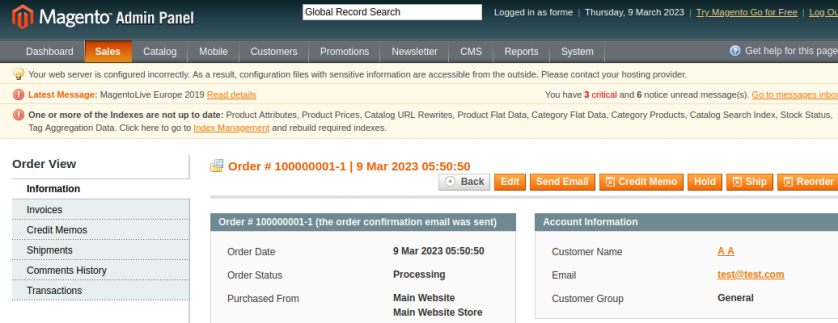 Magento Admin Panel
Global Record Search
Logged in as forme | Thursday, 9 March 2023 | Try Magento Go for Free | Log Ou
Dashboard Sales Catalog Mobile Customers Promotions Newsletter CMS Reports System Get help for this page
Your web server is configured incorrectly. As a result, configuration files with sensitive information are accessible from the outside. Please contact your hosting provider.
Latest Message: MagentoLive Europe 2019 Read details You have 3 critical and 6 notice unread message(s). Go to messages inbox
One or more of the Indexes are not up to date: Product Attributes, Product Prices, Catalog URL Rewrites, Product Flat Data, Category Flat Data, Category Products, Catalog Search Index, Stock Status,
Tag Aggregation Data. Click here to go to Index Management and rebuild required indexes.
Order View
Information
Invoices
Credit Memos
Shipments
Comments History
Transactions
Order # 100000001-1 | 9 Mar 2023 05:50:50
Back Edit Send Email Credit Memo Hold Ship Reorder
Order # 100000001-1 (the order confirmation email was sent)
Order Date 9 Mar 2023 05:50:50
Order Status Processing
Purchased From Main Website
Main Website Store
Account Information
Customer Name A A
Email test@test.com
Customer Group General